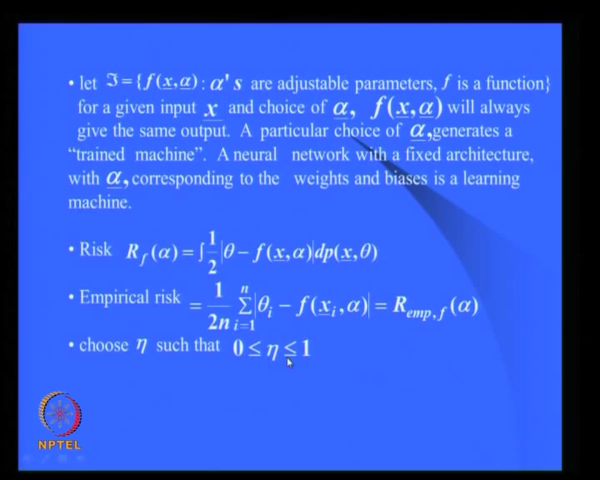 • let ℑ = {f(x, α) : α's are adjustable parameters, f is a function}
for a given input x and choice of α, f(x, α) will always
give the same output. A particular choice of α, generates a
“trained machine”. A neural network with a fixed architecture,
with α, corresponding to the weights and biases is a learning
machine.
• Risk R_f(α) = ∫ 1/2 |θ − f(x, α)| dp(x, θ)
• Empirical risk = 1/2n Σ_{i=1}^{n} |θ_i − f(x_i, α)| = R_{emp,f}(α)
• choose η such that 0 ≤ η ≤ 1
NPTEL